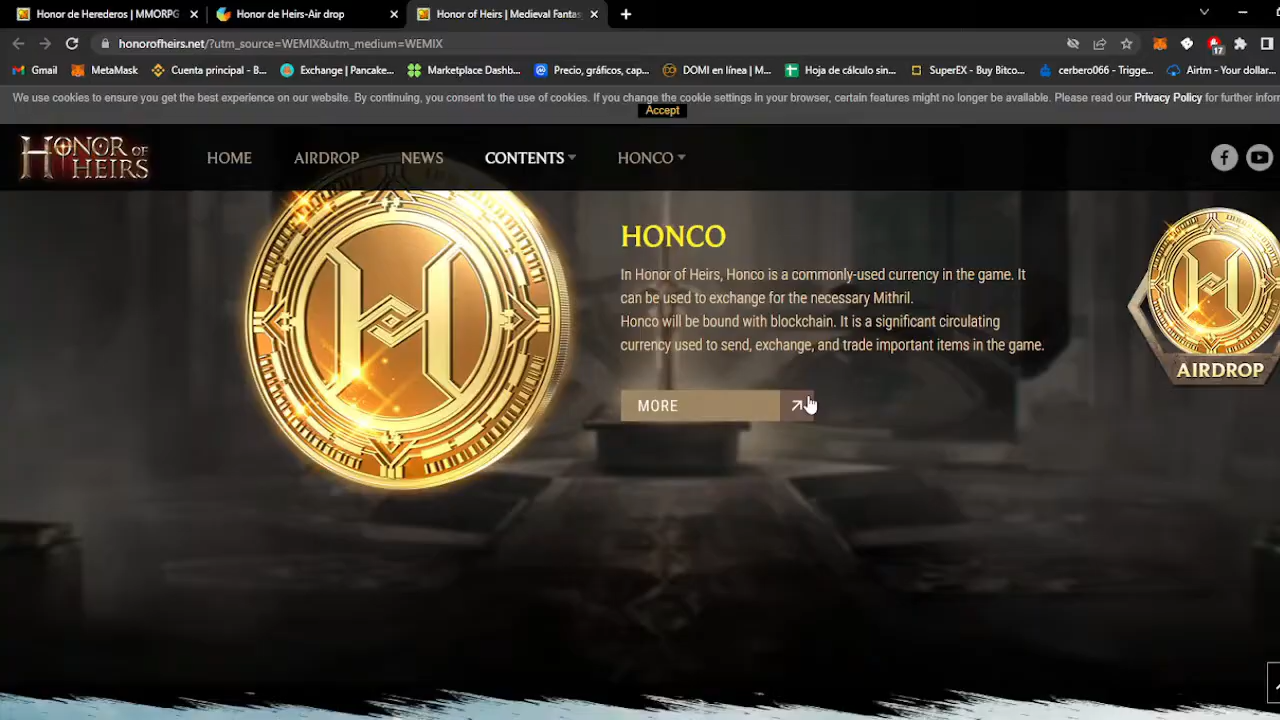 Honor de Herederos | MMORPG
Honor de Heirs-Air drop
Honor of Heirs | Medieval Fantas
honorofheirs.net/?utm_source=WEMIX&utm_medium=WEMIX
17
Gmail
MetaMask
Cuenta principal - B...
Exchange | Pancake...
Marketplace Dashb...
Precio, gráficos, cap...
DOMI en línea | M...
Hoja de cálculo sin...
SuperEX - Buy Bitco...
cerbero066 - Trigge...
Airtm - Your dollar...
We use cookies to ensure you get the best experience on our website. By continuing, you consent to the use of cookies. If you change the cookie settings in your browser, certain features might no longer be available. Please see our Privacy Policy for further inform
Accept
HONOR OF
HEIRS
HOME
AIRDROP
NEWS
CONTENTS
HONCO
HONCO
In Honor of Heirs, Honco is a commonly-used currency in the game. It
can be used to exchange for the necessary Mithril.
Honco will be bound with blockchain. It is a significant circulating
currency used to send, exchange, and trade important items in the game.
MORE
AIRDROP